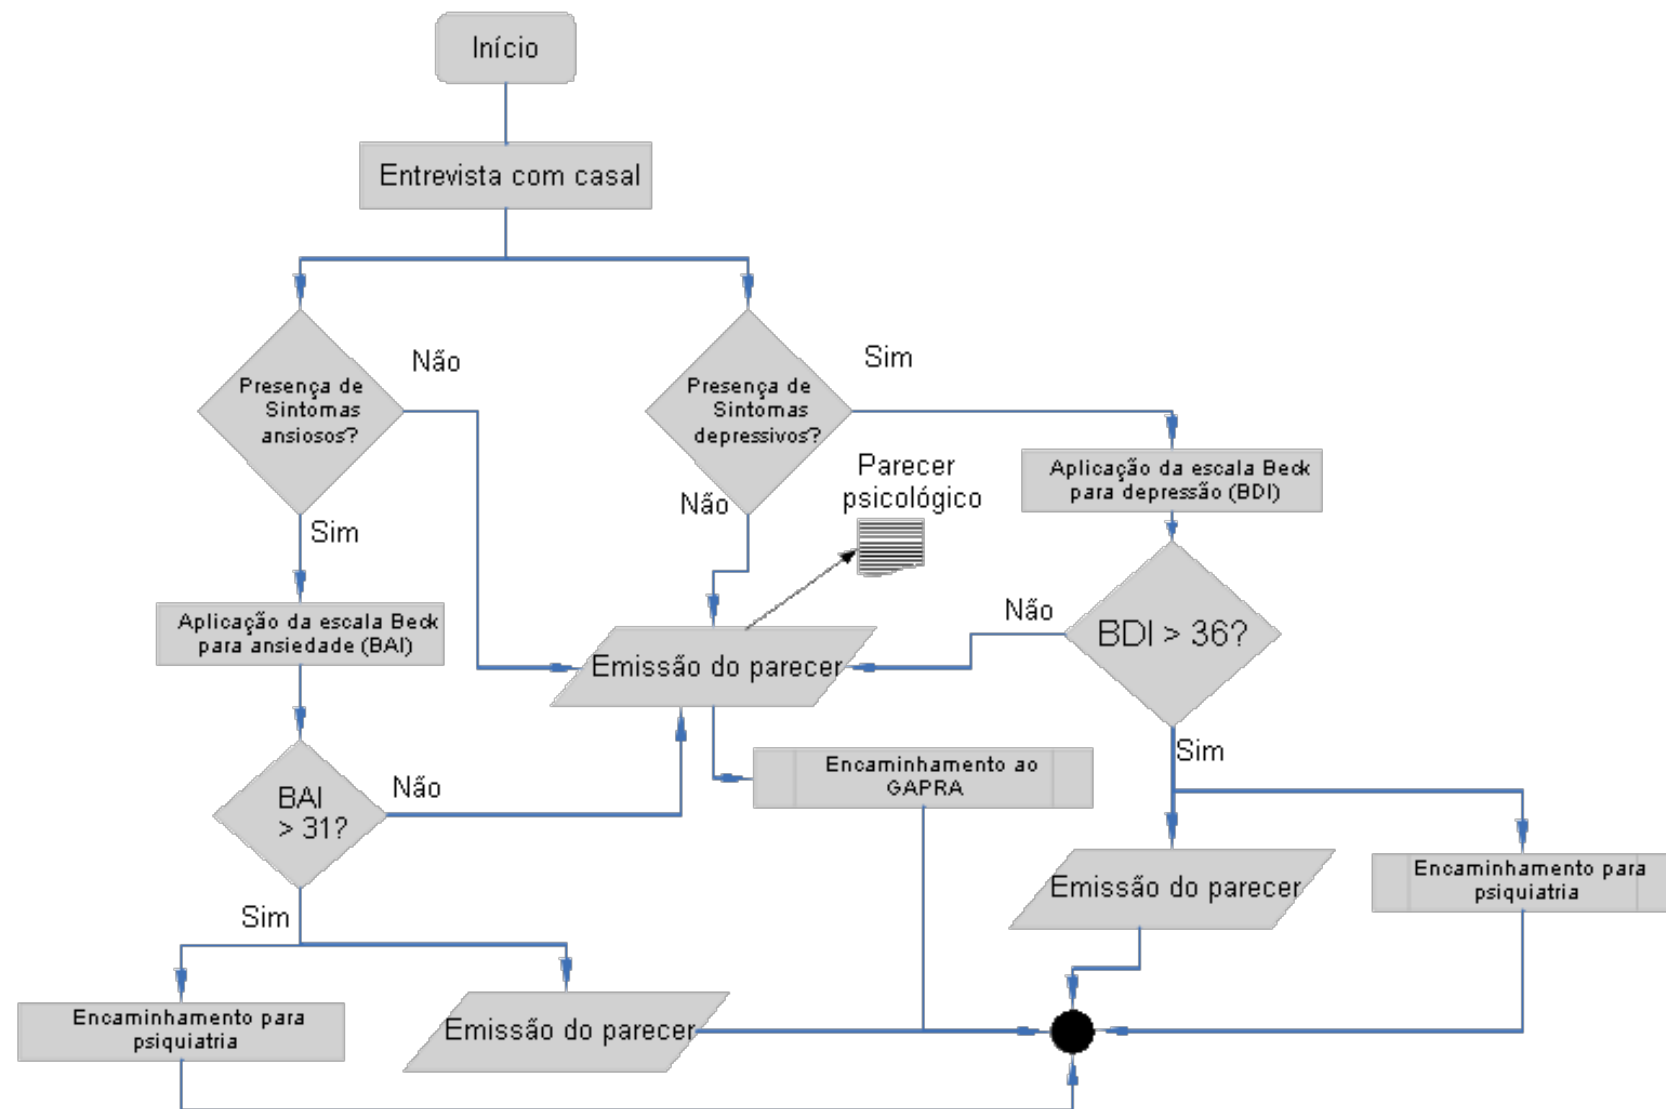 Início
Entrevista com casal
Não
Sim
Presença de
Sintomas
ansiosos?
Presença de
Sintomas
depressivos?
Parecer
psicológico
Aplicação da escala Beck
para depressão (BDI)
Não
Sim
Aplicação da escala Beck
para ansiedade (BAI)
Não
BDI > 36?
Emissão do parecer
Sim
Encaminhamento ao
GAPRA
BAI
> 31?
Não
Emissão do parecer
Encaminhamento para
psiquiatria
Sim
Encaminhamento para
psiquiatria
Emissão do parecer